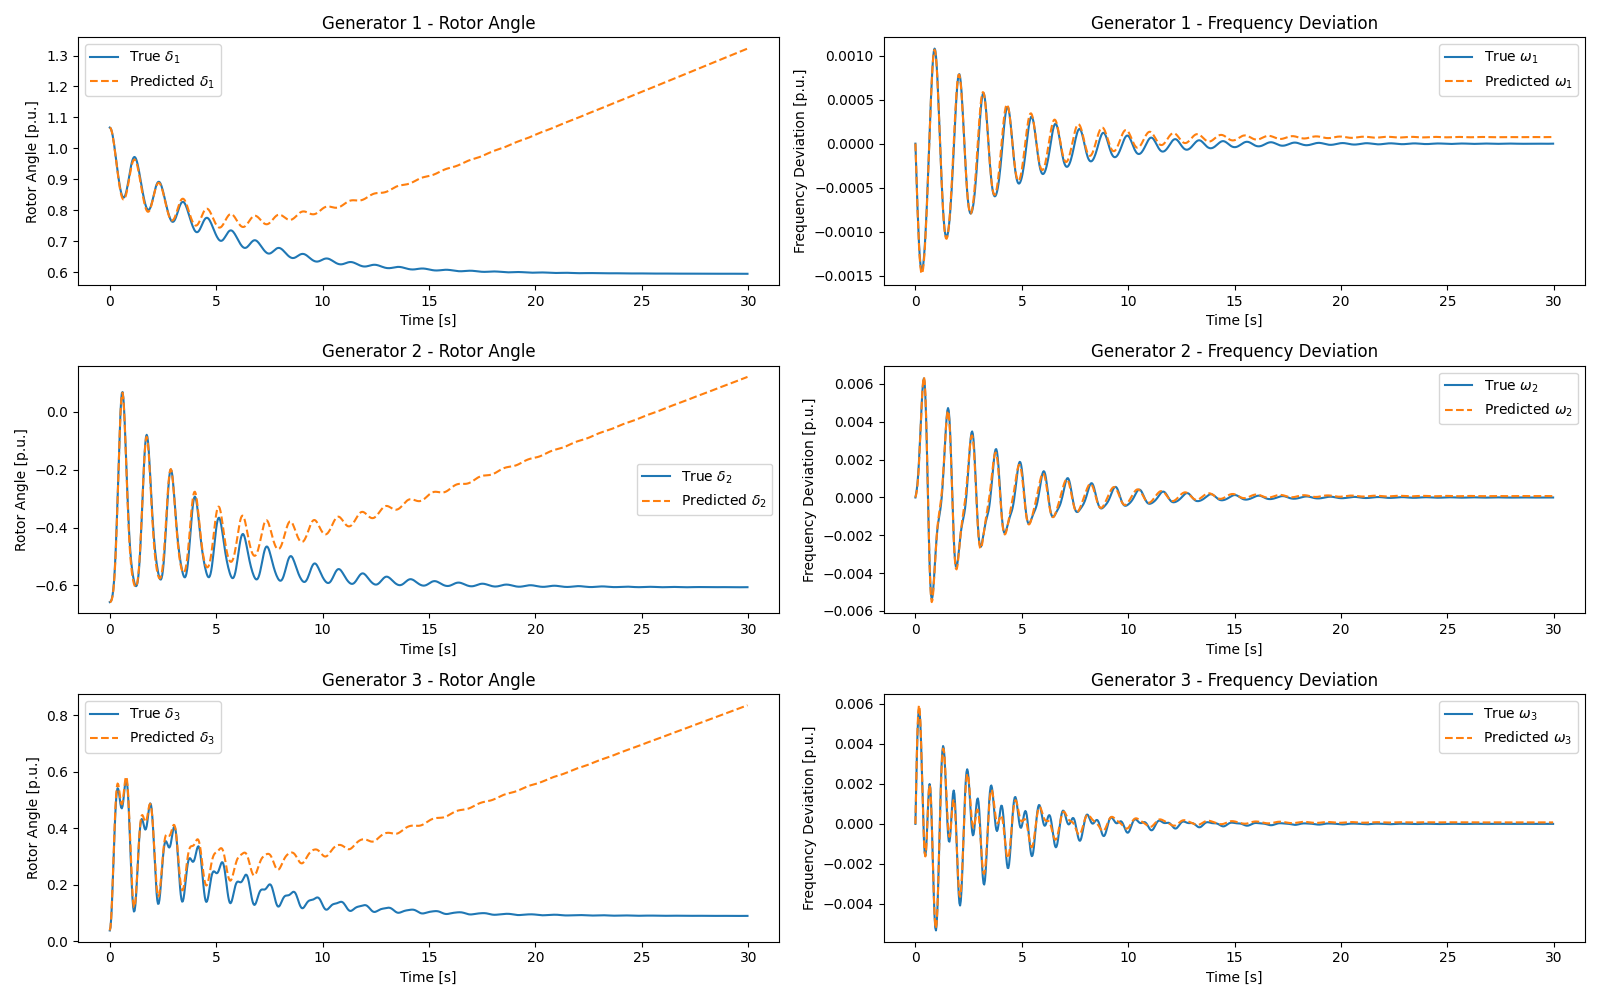 Generator 1 - Rotor Angle
Rotor Angle [p.u.]
1.3
1.2
1.1
1.0
0.9
0.8
0.7
0.6
True δ₁
Predicted δ₁
0 5 10 15 20 25 30
Time [s]
Generator 1 - Frequency Deviation
Frequency Deviation [p.u.]
0.0010
0.0005
0.0000
−0.0005
−0.0010
−0.0015
True ω₁
Predicted ω₁
0 5 10 15 20 25 30
Time [s]
Generator 2 - Rotor Angle
Rotor Angle [p.u.]
0.0
−0.2
−0.4
−0.6
True δ₂
Predicted δ₂
0 5 10 15 20 25 30
Time [s]
Generator 2 - Frequency Deviation
Frequency Deviation [p.u.]
0.006
0.004
0.002
0.000
−0.002
−0.004
−0.006
True ω₂
Predicted ω₂
0 5 10 15 20 25 30
Time [s]
Generator 3 - Rotor Angle
Rotor Angle [p.u.]
0.8
0.6
0.4
0.2
0.0
True δ₃
Predicted δ₃
0 5 10 15 20 25 30
Time [s]
Generator 3 - Frequency Deviation
Frequency Deviation [p.u.]
0.006
0.004
0.002
0.000
−0.002
−0.004
True ω₃
Predicted ω₃
0 5 10 15 20 25 30
Time [s]